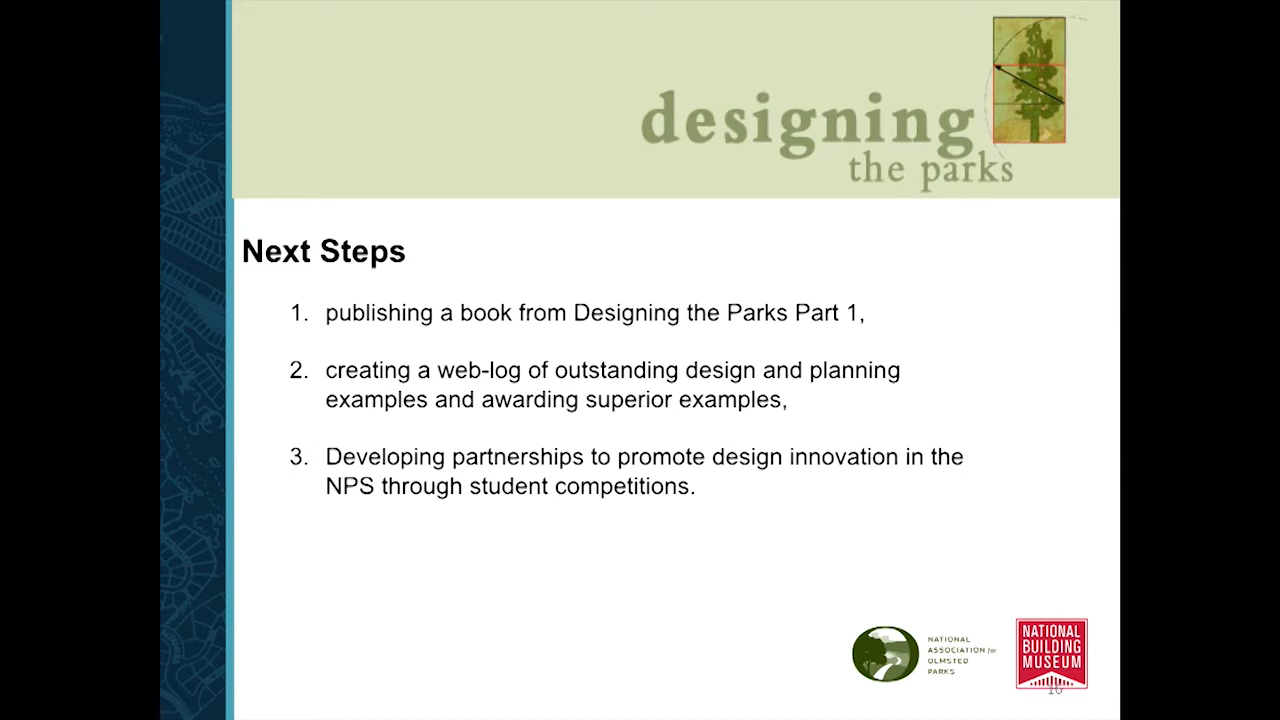 designing
the parks
Next Steps
1. publishing a book from Designing the Parks Part 1,
2. creating a web-log of outstanding design and planning
examples and awarding superior examples,
3. Developing partnerships to promote design innovation in the
NPS through student competitions.
NATIONAL
ASSOCIATION for
OLMSTED
PARKS
NATIONAL
BUILDING
MUSEUM